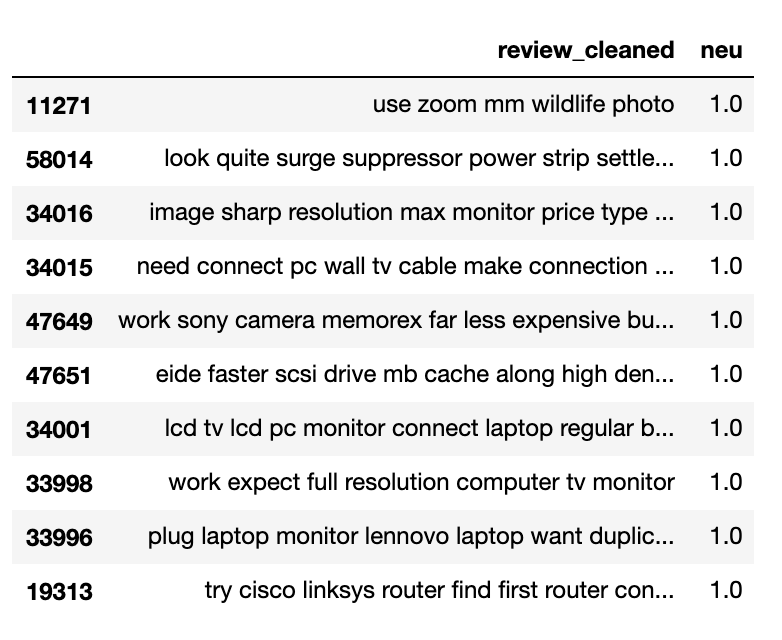 review_cleaned neu
11271 use zoom mm wildlife photo 1.0
58014 look quite surge suppressor power strip settle... 1.0
34016 image sharp resolution max monitor price type ... 1.0
34015 need connect pc wall tv cable make connection ... 1.0
47649 work sony camera memorex far less expensive bu... 1.0
47651 eide faster scsi drive mb cache along high den... 1.0
34001 lcd tv lcd pc monitor connect laptop regular b... 1.0
33998 work expect full resolution computer tv monitor 1.0
33996 plug laptop monitor lennovo laptop want duplic... 1.0
19313 try cisco linksys router find first router con... 1.0